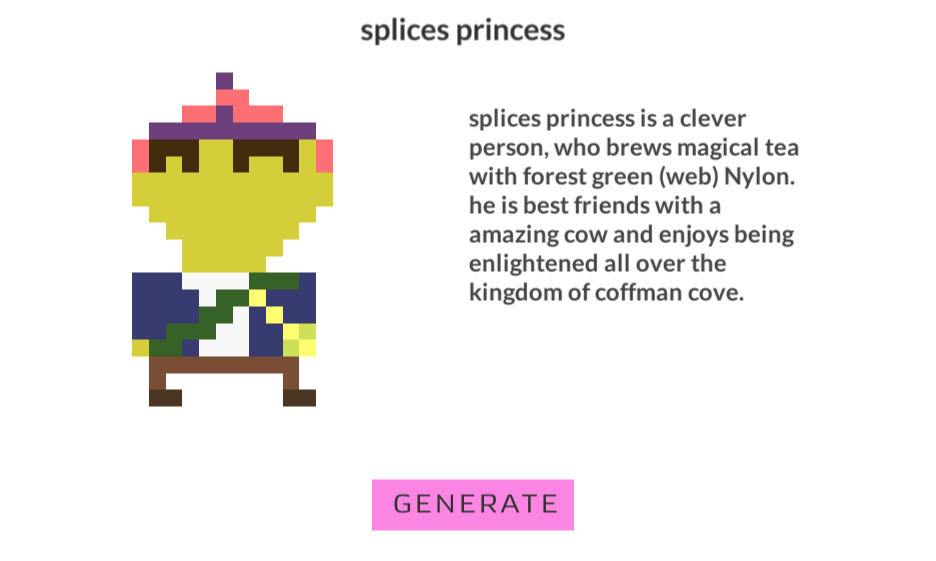 splices princess
splices princess is a clever
person, who brews magical tea
with forest green (web) Nylon.
he is best friends with a
amazing cow and enjoys being
enlightened all over the
kingdom of coffman cove.
GENERATE